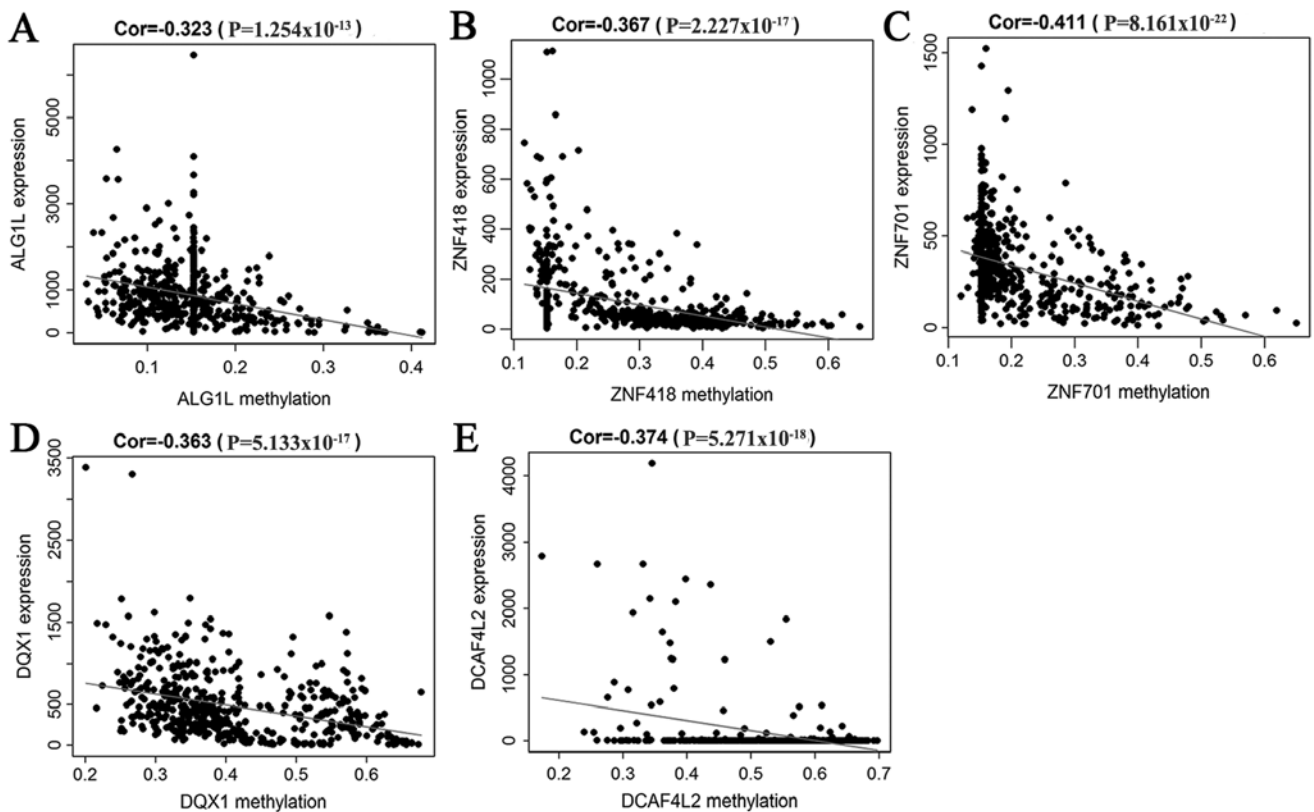 A
Cor=-0.323 ( P=1.254x10⁻¹³)
ALG1L expression
0
1000
3000
5000
0.1
0.2
0.3
0.4
ALG1L methylation
B
Cor=-0.367 ( P=2.227x10⁻¹⁷)
ZNF418 expression
0
200
400
600
800
1000
0.1
0.2
0.3
0.4
0.5
0.6
ZNF418 methylation
C
Cor=-0.411 ( P=8.161x10⁻²²)
ZNF701 expression
0
500
1000
1500
0.1
0.2
0.3
0.4
0.5
0.6
ZNF701 methylation
D
Cor=-0.363 ( P=5.133x10⁻¹⁷)
DQX1 expression
0
500
1500
2500
3500
0.2
0.3
0.4
0.5
0.6
DQX1 methylation
E
Cor=-0.374 ( P=5.271x10⁻¹⁸)
DCAF4L2 expression
0
1000
2000
3000
4000
0.2
0.3
0.4
0.5
0.6
0.7
DCAF4L2 methylation